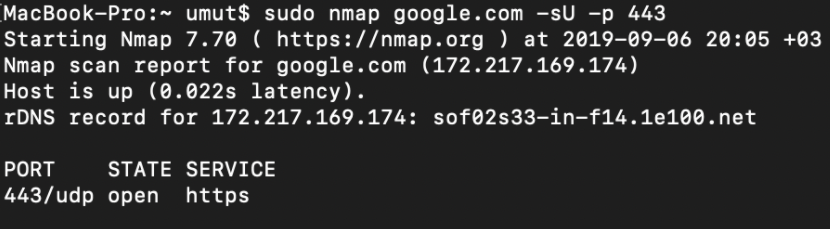 MacBook-Pro:~ umut$ sudo nmap google.com -sU -p 443
Starting Nmap 7.70 ( https://nmap.org ) at 2019-09-06 20:05 +03
Nmap scan report for google.com (172.217.169.174)
Host is up (0.022s latency).
rDNS record for 172.217.169.174: sof02s33-in-f14.1e100.net
PORT    STATE SERVICE
443/udp open  https